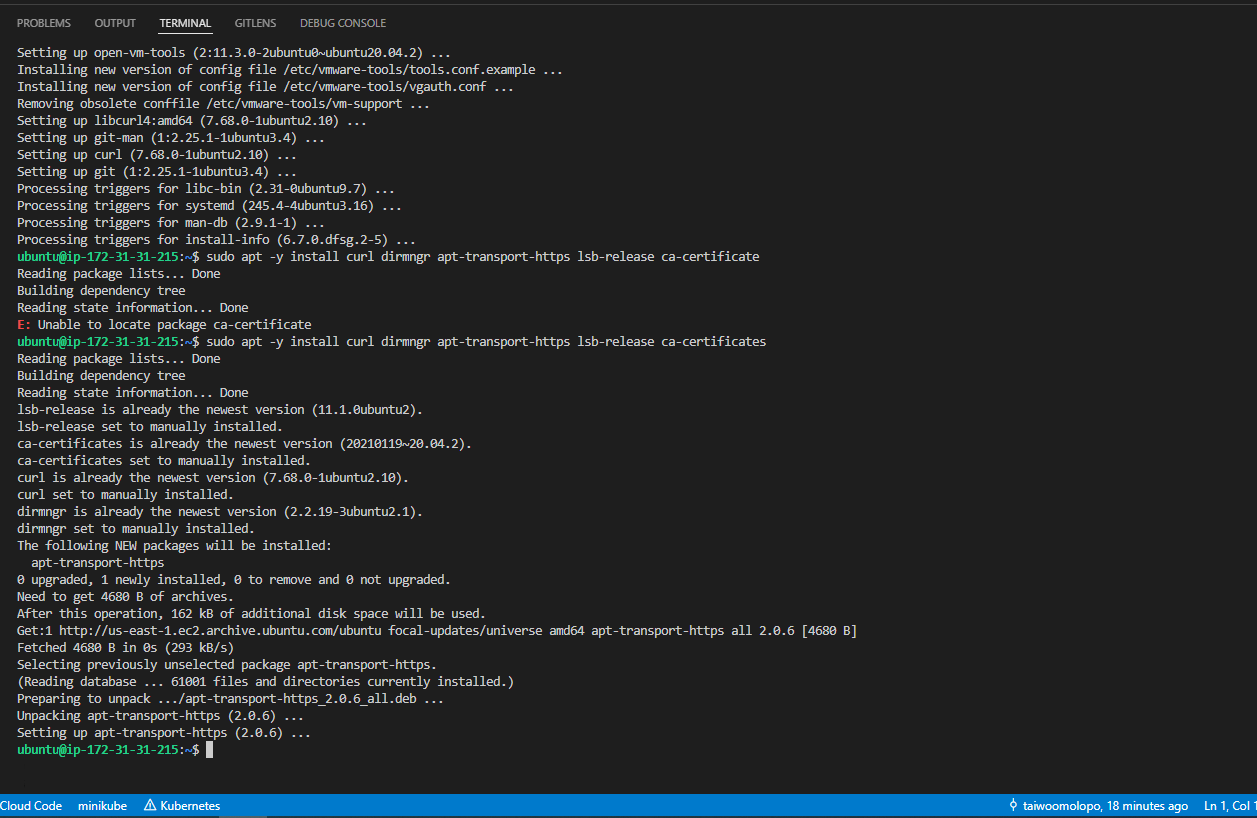 PROBLEMS OUTPUT TERMINAL GITLENS DEBUG CONSOLE
Setting up open-vm-tools (2:11.3.0-2ubuntu0~ubuntu20.04.2) ...
Installing new version of config file /etc/vmware-tools/tools.conf.example ...
Installing new version of config file /etc/vmware-tools/vgauth.conf ...
Removing obsolete conffile /etc/vmware-tools/vm-support ...
Setting up libcurl4:amd64 (7.68.0-1ubuntu2.10) ...
Setting up git-man (1:2.25.1-1ubuntu3.4) ...
Setting up curl (7.68.0-1ubuntu2.10) ...
Setting up git (1:2.25.1-1ubuntu3.4) ...
Processing triggers for libc-bin (2.31-0ubuntu9.7) ...
Processing triggers for systemd (245.4-4ubuntu3.16) ...
Processing triggers for man-db (2.9.1-1) ...
Processing triggers for install-info (6.7.0.dfsg.2-5) ...
ubuntu@ip-172-31-31-215:~$ sudo apt -y install curl dirmngr apt-transport-https lsb-release ca-certificate
Reading package lists... Done
Building dependency tree
Reading state information... Done
E: Unable to locate package ca-certificate
ubuntu@ip-172-31-31-215:~$ sudo apt -y install curl dirmngr apt-transport-https lsb-release ca-certificates
Reading package lists... Done
Building dependency tree
Reading state information... Done
lsb-release is already the newest version (11.1.0ubuntu2).
lsb-release set to manually installed.
ca-certificates is already the newest version (20210119~20.04.2).
ca-certificates set to manually installed.
curl is already the newest version (7.68.0-1ubuntu2.10).
curl set to manually installed.
dirmngr is already the newest version (2.2.19-3ubuntu2.1).
dirmngr set to manually installed.
The following NEW packages will be installed:
apt-transport-https
0 upgraded, 1 newly installed, 0 to remove and 0 not upgraded.
Need to get 4680 B of archives.
After this operation, 162 kB of additional disk space will be used.
Get:1 http://us-east-1.ec2.archive.ubuntu.com/ubuntu focal-updates/universe amd64 apt-transport-https all 2.0.6 [4680 B]
Fetched 4680 B in 0s (293 kB/s)
Selecting previously unselected package apt-transport-https.
(Reading database ... 61001 files and directories currently installed.)
Preparing to unpack .../apt-transport-https_2.0.6_all.deb ...
Unpacking apt-transport-https (2.0.6) ...
Setting up apt-transport-https (2.0.6) ...
ubuntu@ip-172-31-31-215:~$
Cloud Code minikube Kubernetes taiwoomolopo, 18 minutes ago Ln 1, Col 1